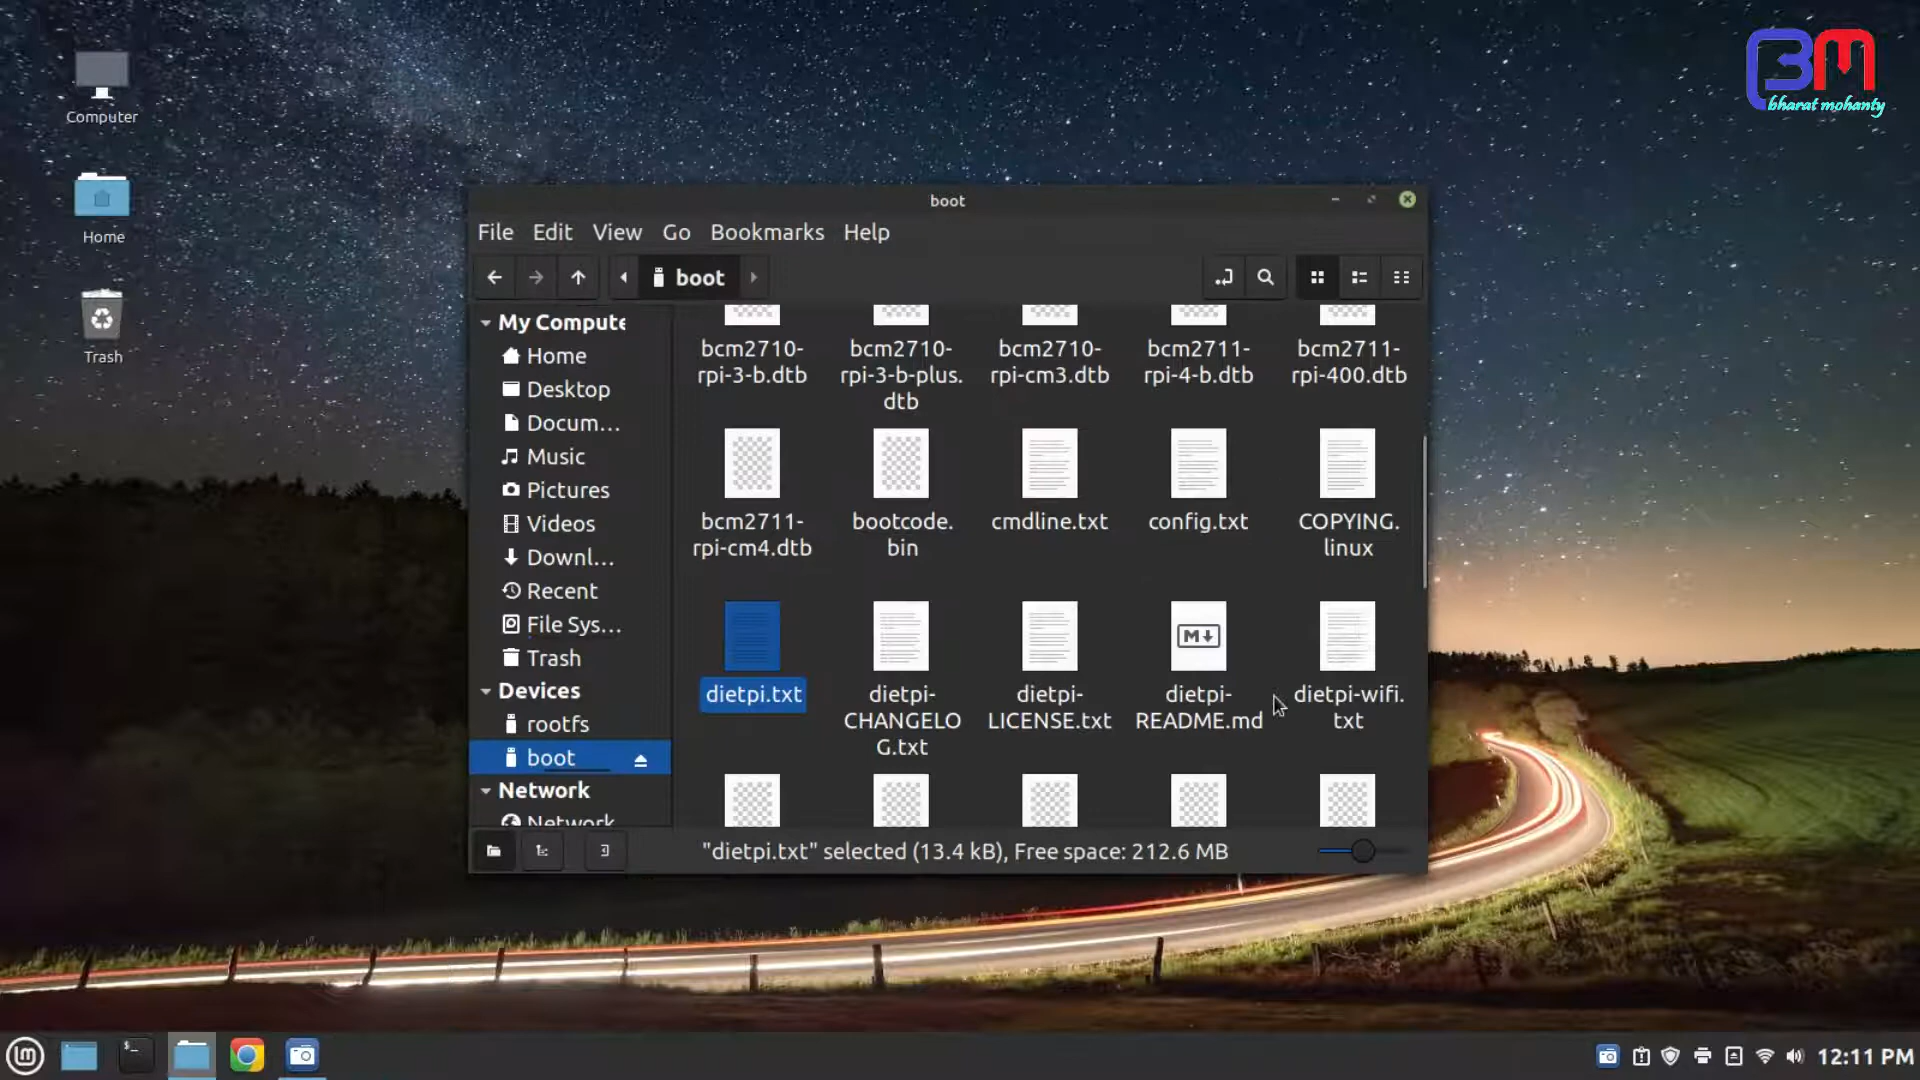 Computer
Home
Trash
BM
bharat mohanty
boot
File Edit View Go Bookmarks Help
boot
My Compute
Home
Desktop
Docum...
Music
Pictures
Videos
Downl...
Recent
File Sys...
Trash
Devices
rootfs
boot
Network
Network
bcm2710-
rpi-3-b.dtb
bcm2710-
rpi-3-b-plus.
dtb
bcm2710-
rpi-cm3.dtb
bcm2711-
rpi-4-b.dtb
bcm2711-
rpi-400.dtb
bcm2711-
rpi-cm4.dtb
bootcode.
bin
cmdline.txt
config.txt
COPYING.
linux
dietpi.txt
dietpi-
CHANGELO
G.txt
dietpi-
LICENSE.txt
M
dietpi-
README.md
dietpi-wifi.
txt
"dietpi.txt" selected (13.4 kB), Free space: 212.6 MB
12:11 PM